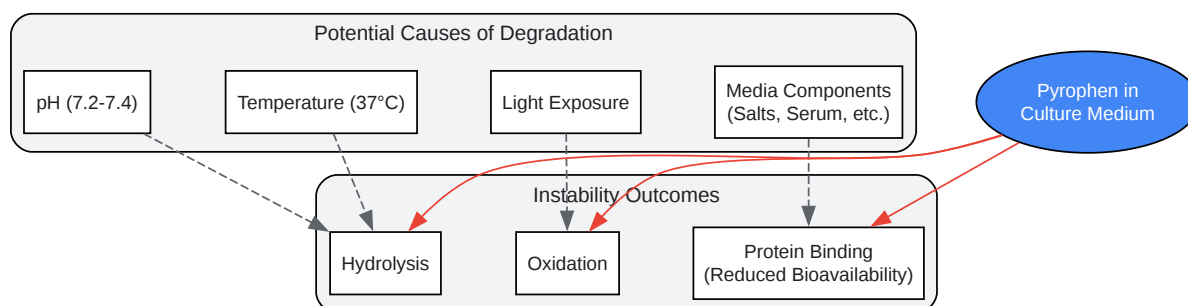 Potential Causes of Degradation
pH (7.2-7.4)
Temperature (37°C)
Light Exposure
Media Components
(Salts, Serum, etc.)
Pyrophen in
Culture Medium
Instability Outcomes
Hydrolysis
Oxidation
Protein Binding
(Reduced Bioavailability)